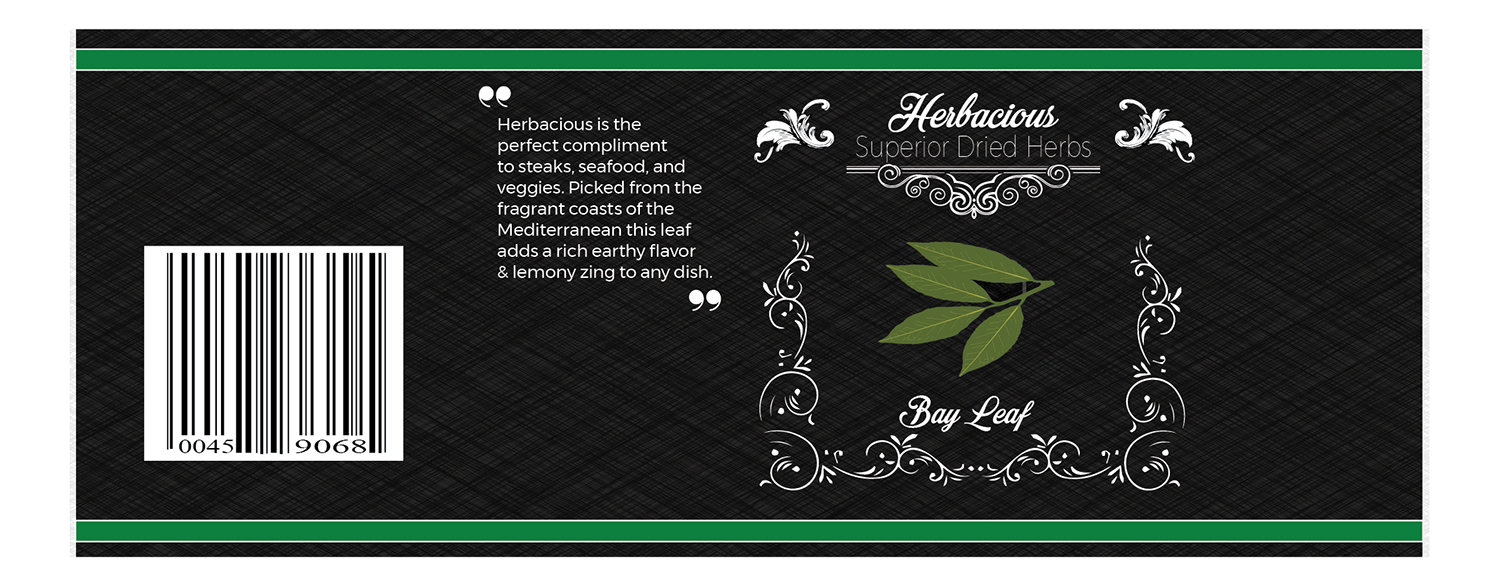 “
Herbacious is the
perfect compliment
to steaks, seafood, and
veggies. Picked from the
fragrant coasts of the
Mediterranean this leaf
adds a rich earthy flavor
& lemony zing to any dish.
”
Herbacious
Superior Dried Herbs
Bay Leaf
0045 9068